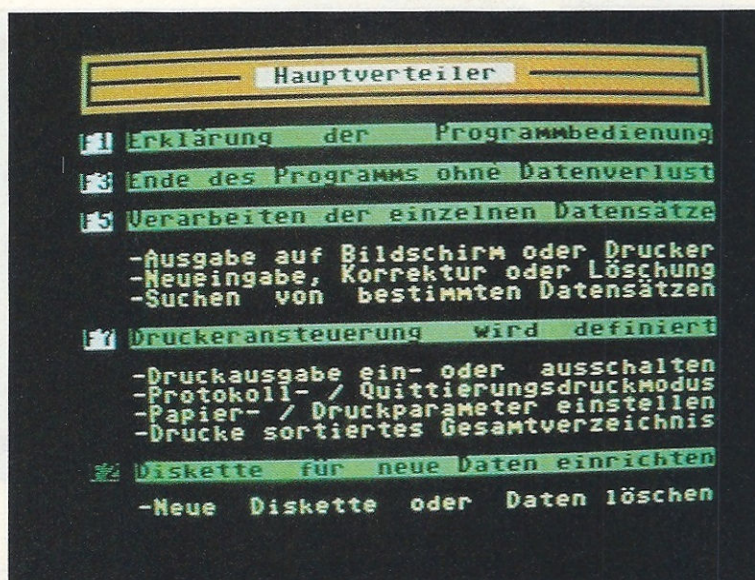 Hauptverteiler
F1 Erklärung der Programmbedienung
F3 Ende des Programms ohne Datenverlust
F5 Verarbeiten der einzelnen Datensätze
-Ausgabe auf Bildschirm oder Drucker
-Neueingabe, Korrektur oder Löschung
-Suchen von bestimmten Datensätzen
F7 Druckeransteuerung wird definiert
-Druckausgabe ein- oder ausschalten
-Protokoll- / Quittierungsdruckmodus
-Papier- / Druckparameter einstellen
-Drucke sortiertes Gesamtverzeichnis
Diskette für neue Daten einrichten
-Neue Diskette oder Daten löschen